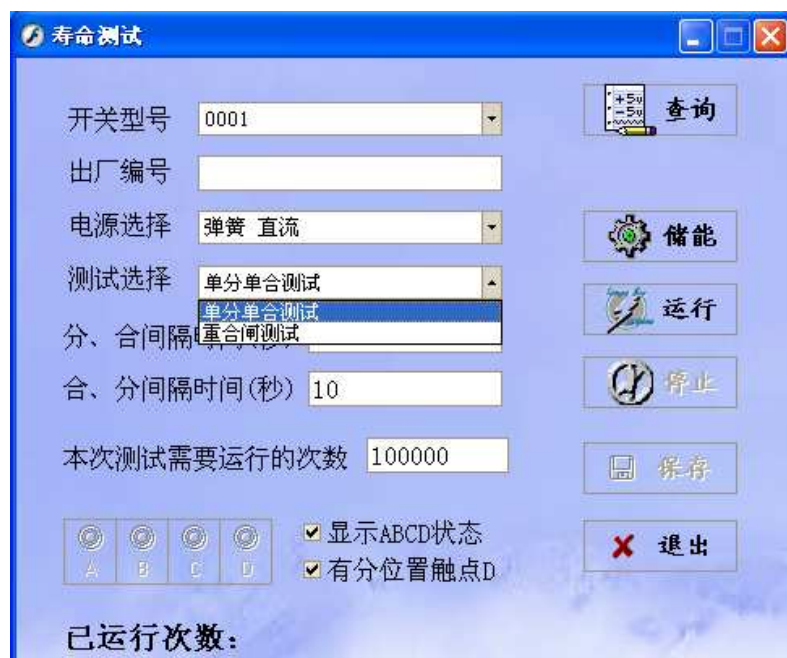 寿命测试
开关型号 0001
+5v
-5v
查询
出厂编号
电源选择 弹簧 直流
储能
测试选择 单分单合测试
单分单合测试
重合闸测试
运行
分、合间隔
合、分间隔时间(秒) 10
停止
本次测试需要运行的次数 100000
保存
A B C D
显示ABCD状态
有分位置触点D
退出
已运行次数：